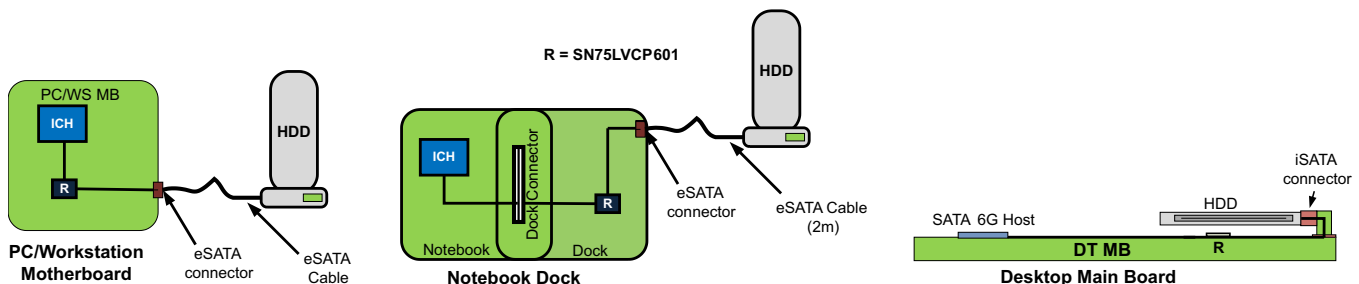 PC/WS MB
ICH
R
HDD
eSATA
connector
eSATA
Cable
PC/Workstation
Motherboard
R = SN75LVCP601
ICH
Dock Connector
R
HDD
eSATA
connector
eSATA Cable
(2m)
Notebook
Dock
Notebook Dock
iSATA
connector
HDD
SATA 6G Host
DT MB
R
Desktop Main Board